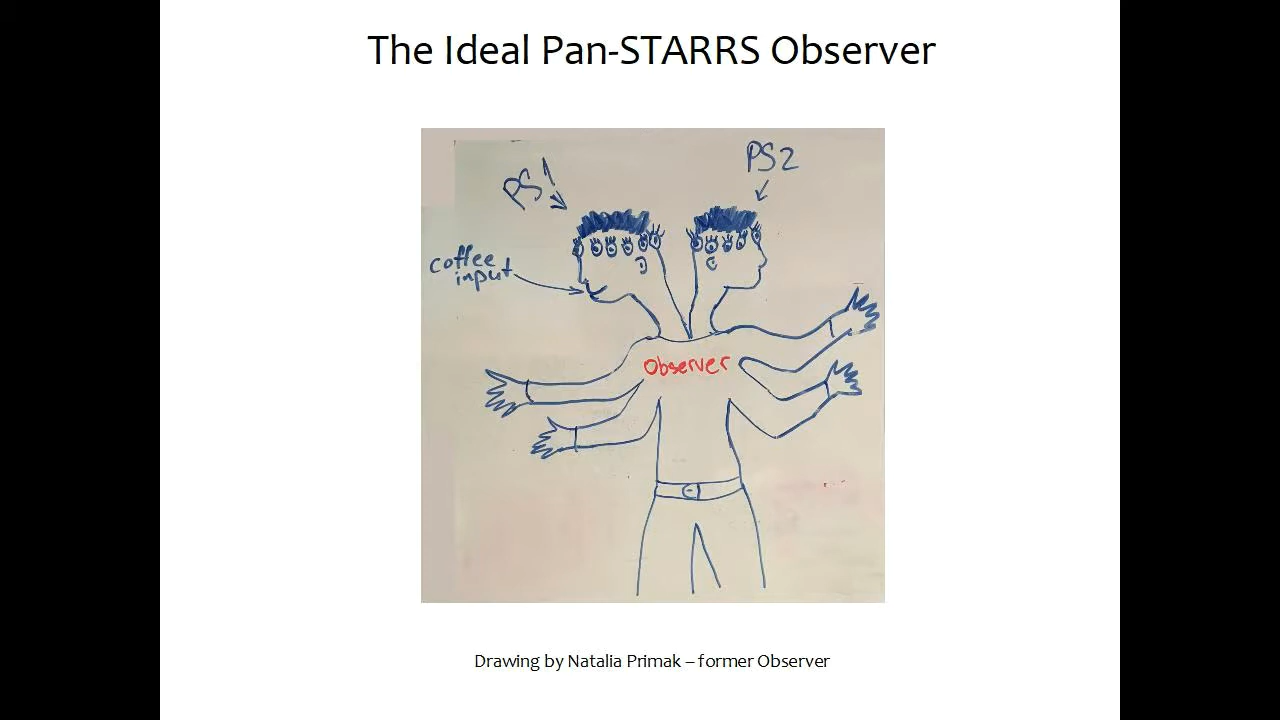 The Ideal Pan-STARRS Observer
PS1
PS2
coffee
input
Observer
Drawing by Natalia Primak – former Observer